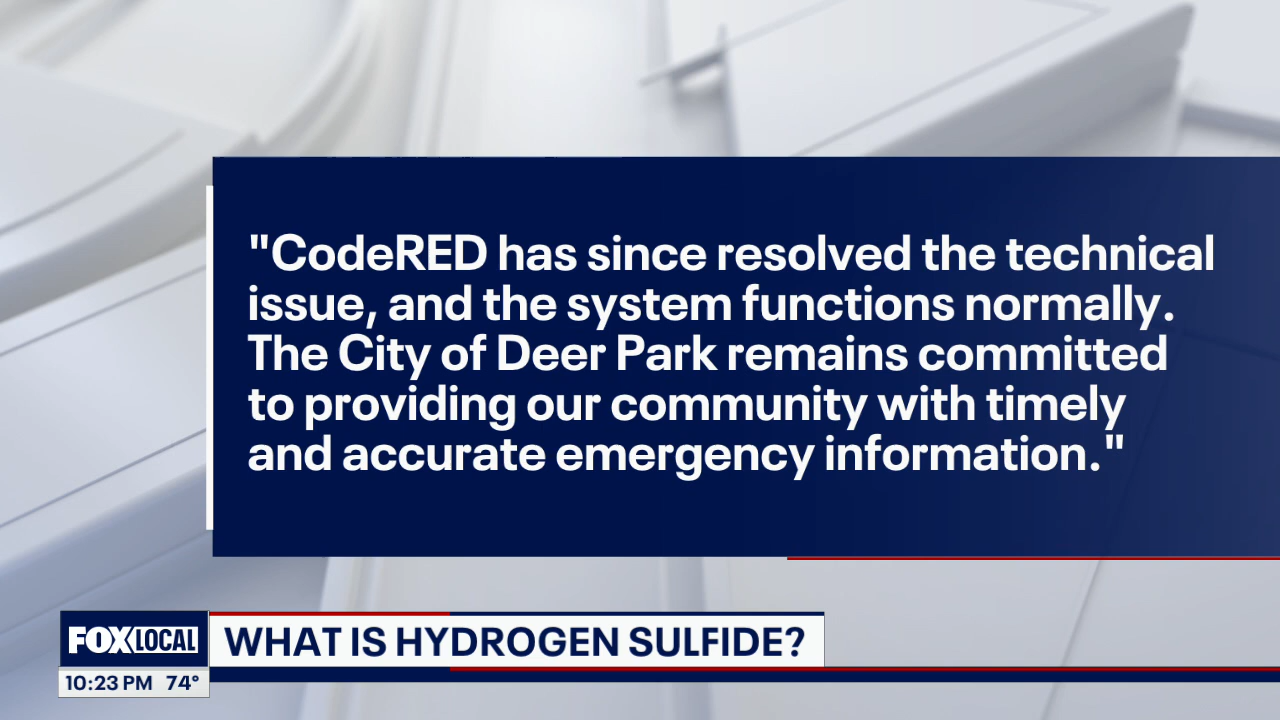 "CodeRED has since resolved the technical
issue, and the system functions normally.
The City of Deer Park remains committed
to providing our community with timely
and accurate emergency information."
FOX LOCAL
WHAT IS HYDROGEN SULFIDE?
10:23 PM 74°